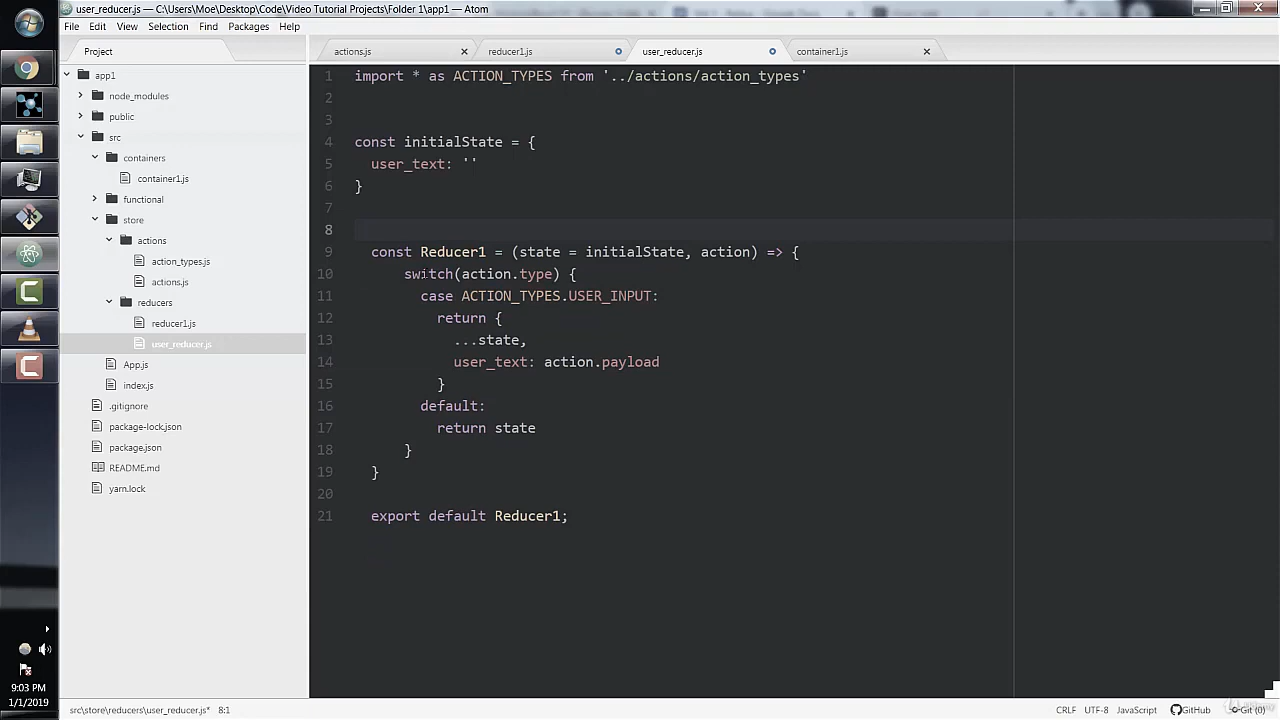 user_reducer.js — C:\Users\Moe\Desktop\Code\Video Tutorial Projects\Folder 1\app1 — Atom
File Edit View Selection Find Packages Help
Project
actions.js
reducer1.js
user_reducer.js
container1.js
app1
node_modules
public
src
containers
container1.js
functional
store
actions
action_types.js
actions.js
reducers
reducer1.js
user_reducer.js
App.js
index.js
.gitignore
package-lock.json
package.json
README.md
yarn.lock
1 import * as ACTION_TYPES from '../actions/action_types'
2
3
4 const initialState = {
5 user_text: ''
6 }
7
8
9 const Reducer1 = (state = initialState, action) => {
10 switch(action.type) {
11 case ACTION_TYPES.USER_INPUT:
12 return {
13 ...state,
14 user_text: action.payload
15 }
16 default:
17 return state
18 }
19 }
20
21 export default Reducer1;
9:03 PM
1/1/2019
src\store\reducers\user_reducer.js* 8:1
CRLF UTF-8 JavaScript GitHub Git (0)